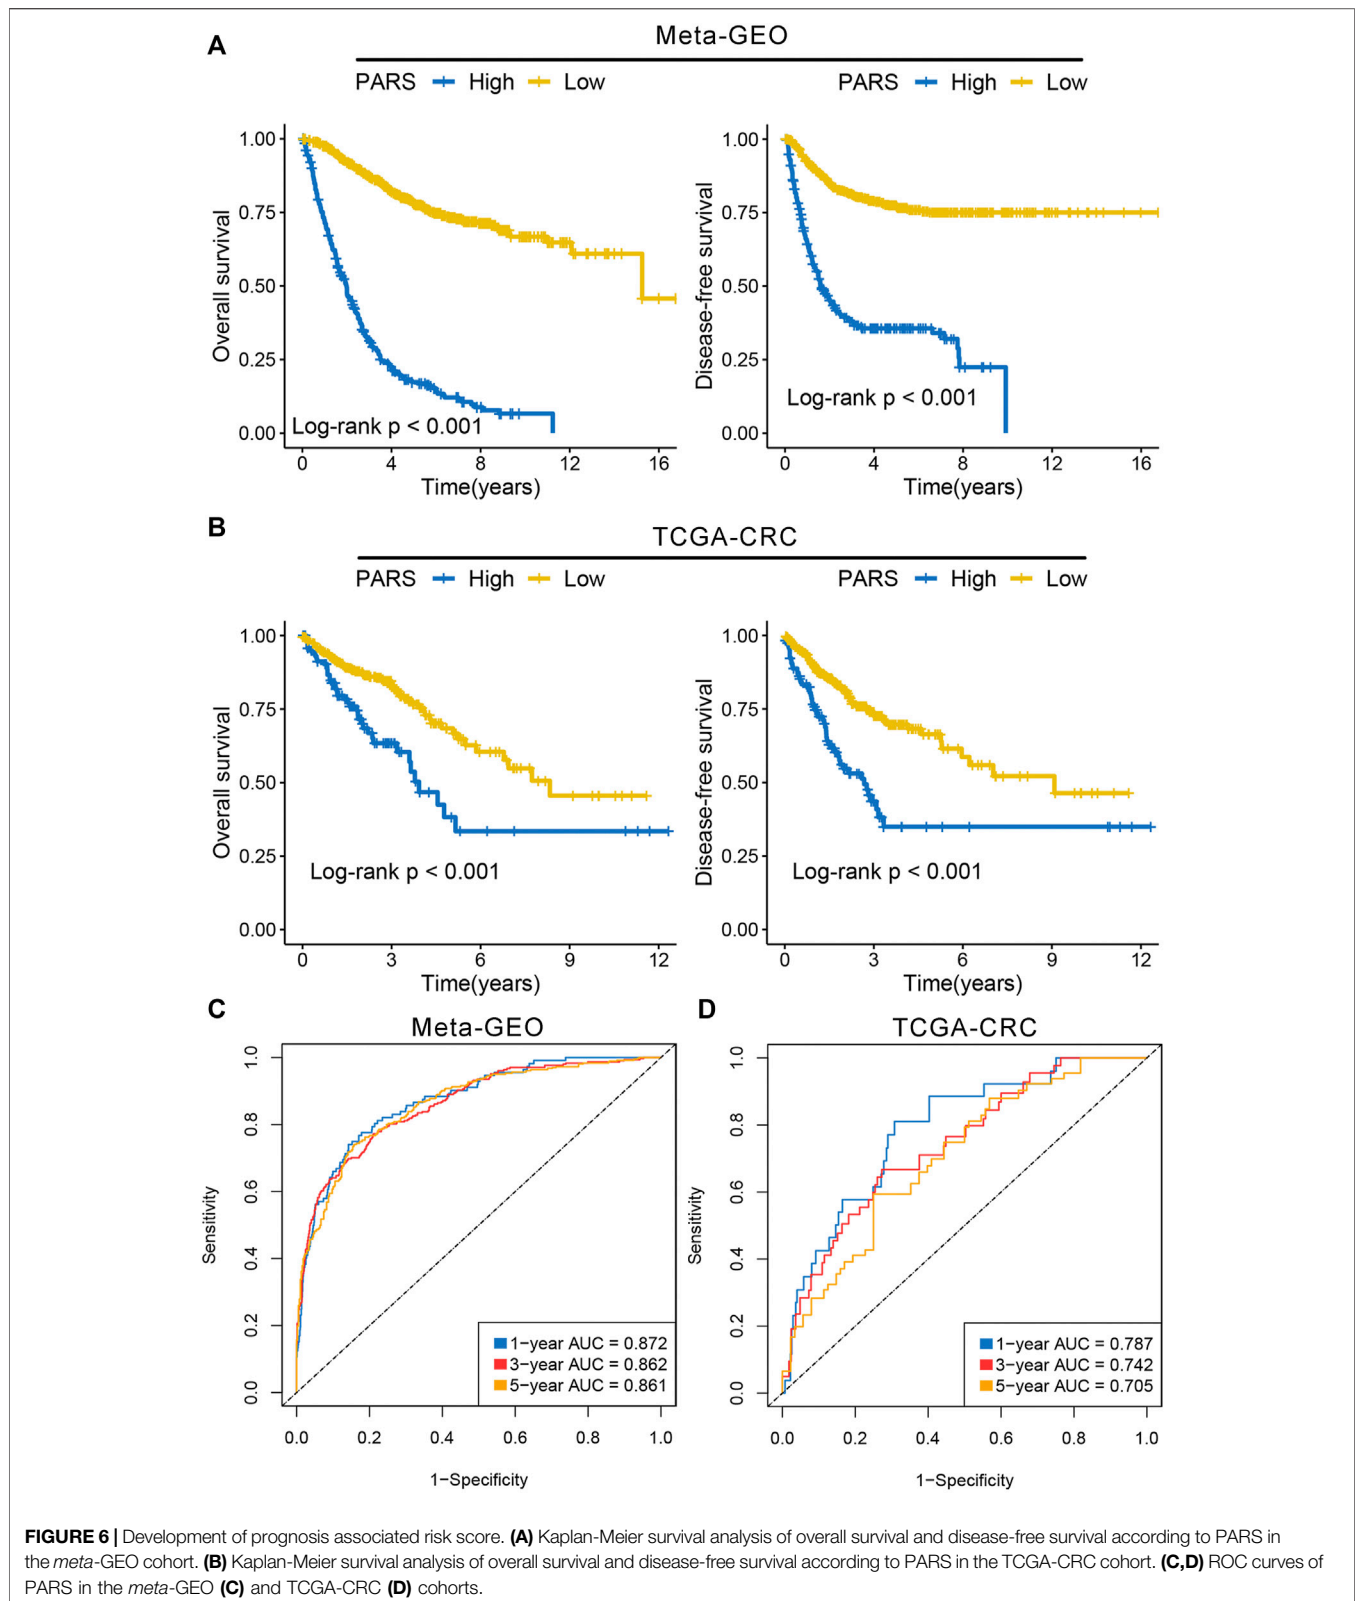 A
Meta-GEO
PARS High Low
PARS High Low
1.00
0.75
0.50
0.25
0.00
Overall survival
Log-rank p < 0.001
0 4 8 12 16
Time(years)
1.00
0.75
0.50
0.25
0.00
Disease-free survival
Log-rank p < 0.001
0 4 8 12 16
Time(years)
B
TCGA-CRC
PARS High Low
PARS High Low
1.00
0.75
0.50
0.25
0.00
Overall survival
Log-rank p < 0.001
0 3 6 9 12
Time(years)
1.00
0.75
0.50
0.25
0.00
Disease-free survival
Log-rank p < 0.001
0 3 6 9 12
Time(years)
C
Meta-GEO
1.0
0.8
0.6
0.4
0.2
0.0
Sensitivity
1−year AUC = 0.872
3−year AUC = 0.862
5−year AUC = 0.861
0.0 0.2 0.4 0.6 0.8 1.0
1−Specificity
D
TCGA-CRC
1.0
0.8
0.6
0.4
0.2
0.0
Sensitivity
1−year AUC = 0.787
3−year AUC = 0.742
5−year AUC = 0.705
0.0 0.2 0.4 0.6 0.8 1.0
1−Specificity
FIGURE 6 | Development of prognosis associated risk score. (A) Kaplan-Meier survival analysis of overall survival and disease-free survival according to PARS in
the meta-GEO cohort. (B) Kaplan-Meier survival analysis of overall survival and disease-free survival according to PARS in the TCGA-CRC cohort. (C,D) ROC curves of
PARS in the meta-GEO (C) and TCGA-CRC (D) cohorts.